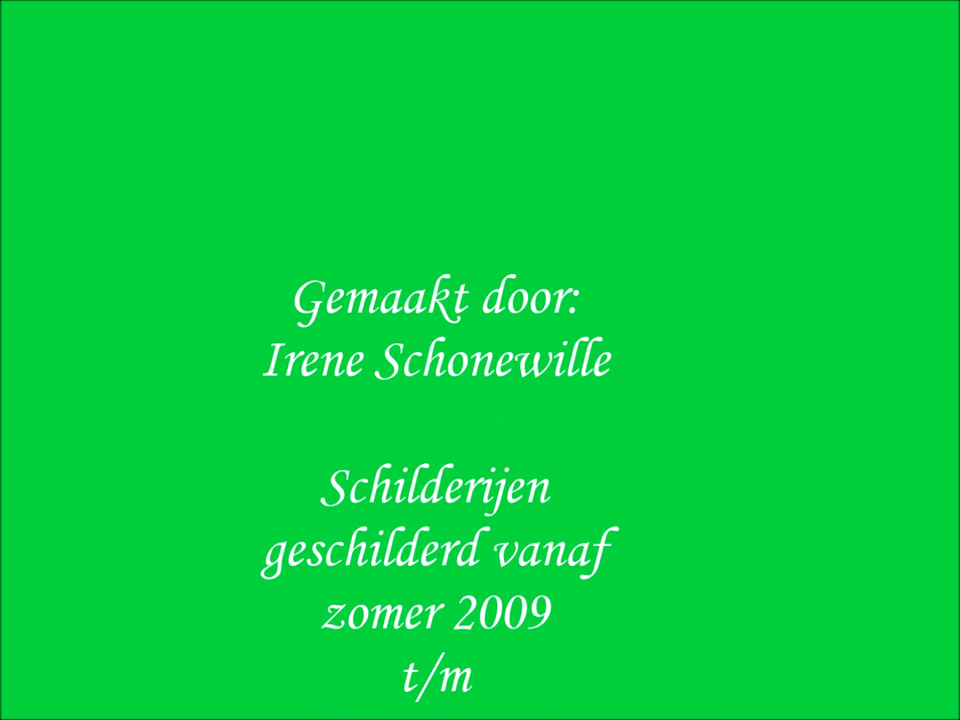 Gemaakt door:
Irene Schonewille
Schilderijen
geschilderd vanaf
zomer 2009
t/m